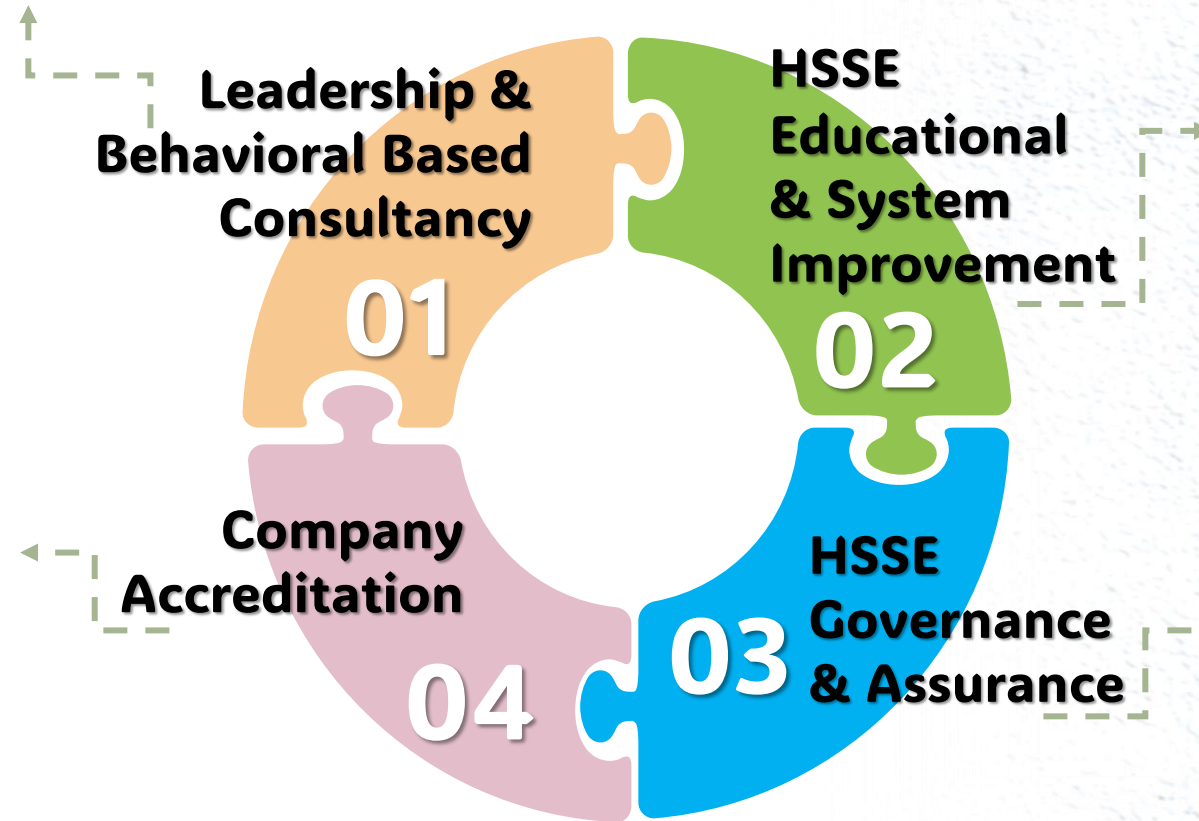 Leadership &
Behavioral Based
Consultancy
01
HSSE
Educational
& System
Improvement
02
HSSE
Governance
& Assurance
03
Company
Accreditation
04